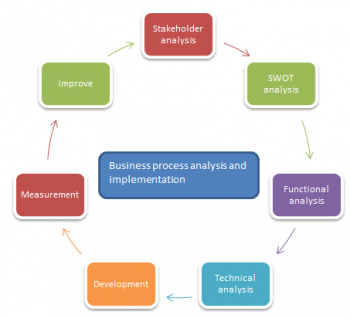 Stakeholder
analysis
SWOT
analysis
Functional
analysis
Technical
analysis
Development
Measurement
Improve
Business process analysis and
implementation